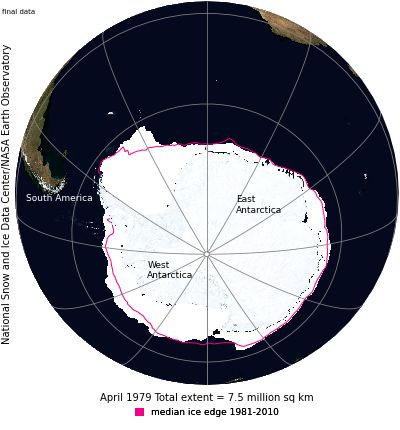 final data
National Snow and Ice Data Center/NASA Earth Observatory
South America
East
Antarctica
West
Antarctica
April 1979 Total extent = 7.5 million sq km
median ice edge 1981-2010